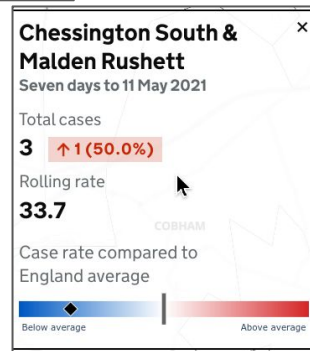 Chessington South &
Malden Rushett
Seven days to 11 May 2021
Total cases
3 ↑ 1 (50.0%)
Rolling rate
33.7
COBHAM
Case rate compared to
England average
Below average Above average